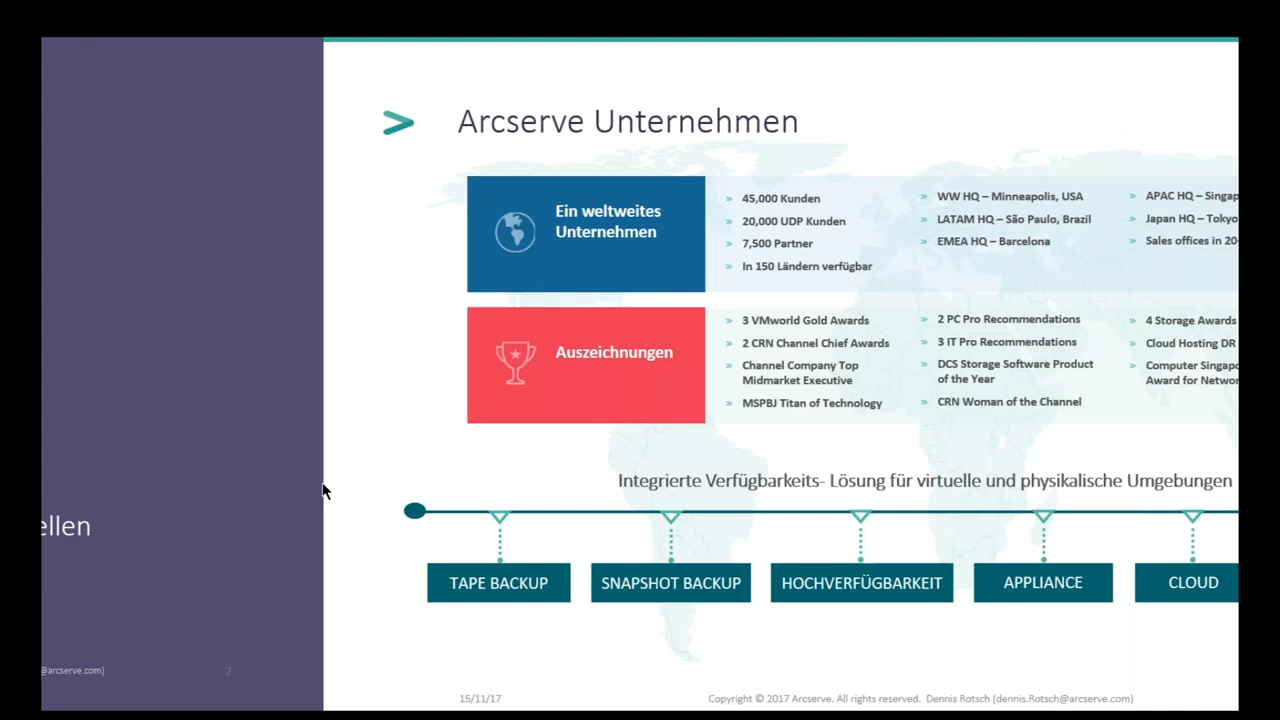 Arcserve Unternehmen
Ein weltweites
Unternehmen
45,000 Kunden
20,000 UDP Kunden
7,500 Partner
In 150 Ländern verfügbar
WW HQ – Minneapolis, USA
LATAM HQ – São Paulo, Brazil
EMEA HQ – Barcelona
APAC HQ – Singap
Japan HQ – Tokyo
Sales offices in 20
Auszeichnungen
3 VMworld Gold Awards
2 CRN Channel Chief Awards
Channel Company Top
Midmarket Executive
MSPBJ Titan of Technology
2 PC Pro Recommendations
3 IT Pro Recommendations
DCS Storage Software Product
of the Year
CRN Woman of the Channel
4 Storage Awards
Cloud Hosting DR
Computer Singapo
Award for Networ
Integrierte Verfügbarkeits- Lösung für virtuelle und physikalische Umgebungen
TAPE BACKUP
SNAPSHOT BACKUP
HOCHVERFÜGBARKEIT
APPLIANCE
CLOUD
ellen
@arcserve.com)
2
15/11/17
Copyright © 2017 Arcserve. All rights reserved. Dennis Rotsch (dennis.Rotsch@arcserve.com)